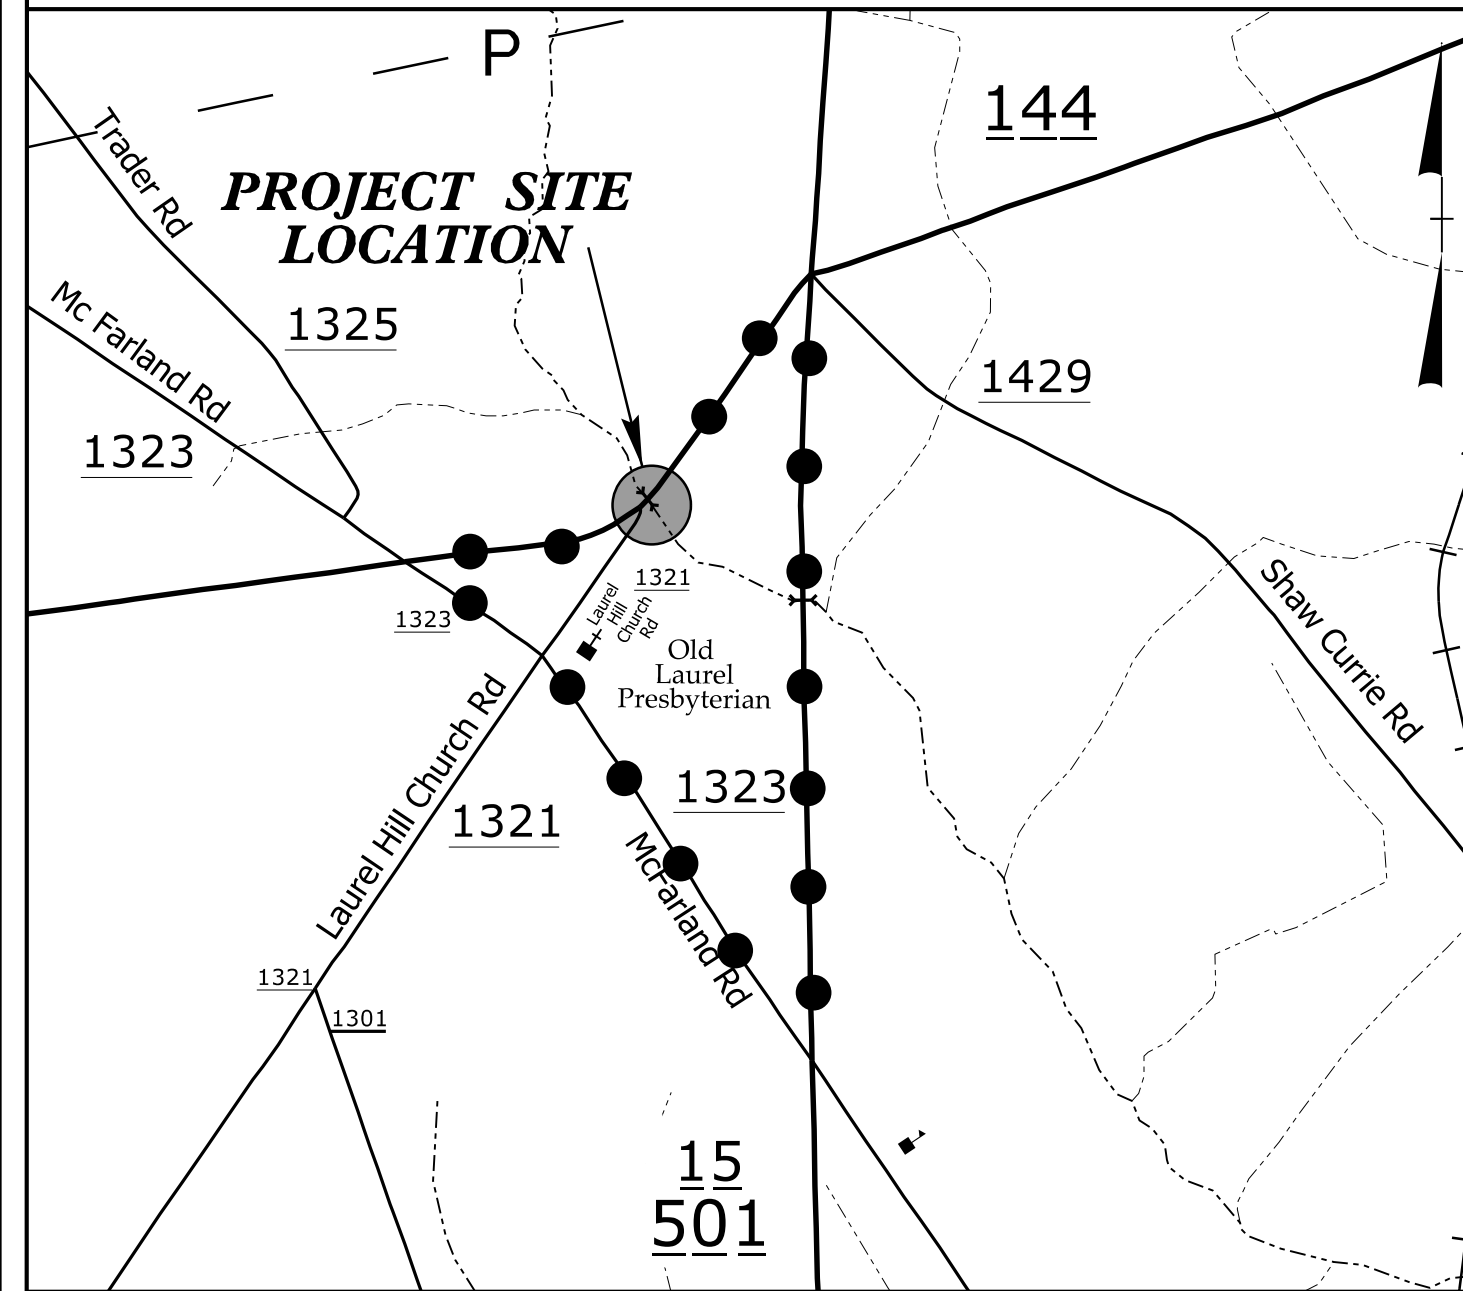 P
144
Trader Rd
PROJECT SITE
LOCATION
Mc Farland Rd
1325
1429
1323
1321
1323
Laurel
Hill
Church
Rd
Old
Laurel
Presbyterian
Shaw Currie Rd
Laurel Hill Church Rd
1323
1321
McFarland Rd
1321
1301
15
501